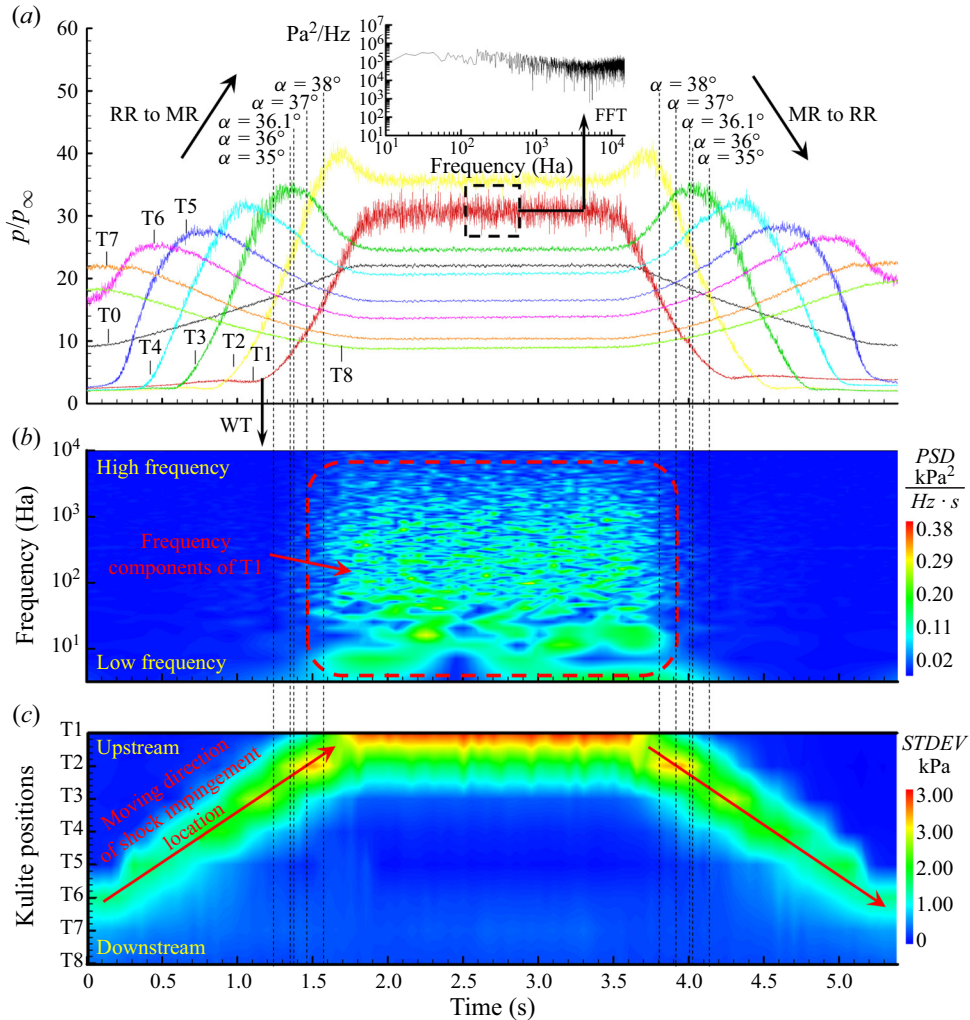 (a)
60
50
40
30
20
10
0
p/p∞
RR to MR
α = 38°
α = 37°
α = 36.1°
α = 36°
α = 35°
Pa²/Hz
10⁷
10⁶
10⁵
10⁴
10³
10²
10¹
10¹ 10² 10³ 10⁴
Frequency (Ha)
FFT
α = 38°
α = 37°
α = 36.1°
α = 36°
α = 35°
MR to RR
T7
T6
T5
T0
T4
T3
T2
T1
T8
WT
(b)
10⁴
10³
10²
10¹
Frequency (Ha)
High frequency
Frequency
components of T1
Low frequency
PSD
kPa²
Hz · s
0.38
0.29
0.20
0.11
0.02
(c)
T1
T2
T3
T4
T5
T6
T7
T8
Kulite positions
Upstream
Moving direction
of shock impingement
location
Downstream
STDEV
kPa
3.00
3.00
2.00
1.00
0
0 0.5 1.0 1.5 2.0 2.5 3.0 3.5 4.0 4.5 5.0
Time (s)